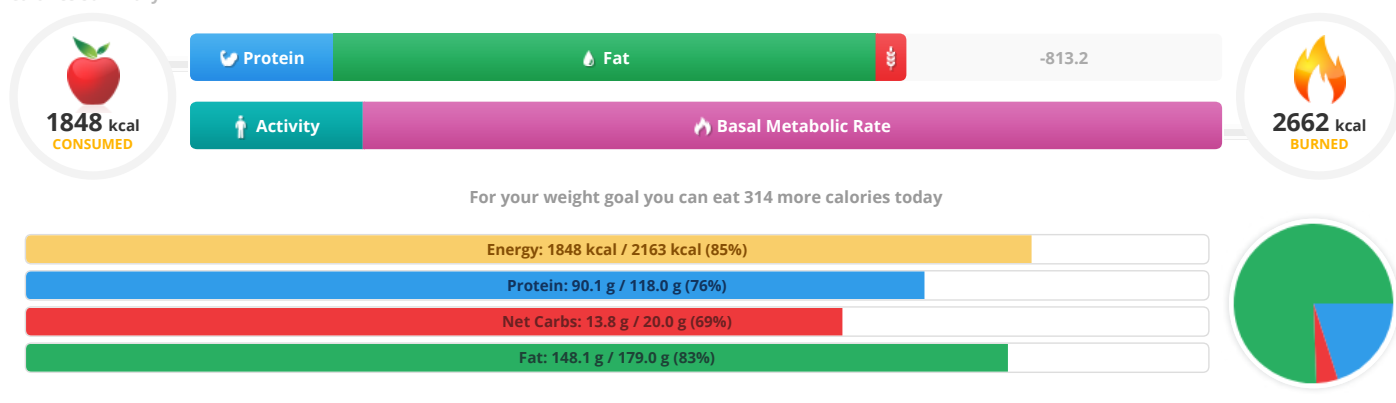 Protein
Fat
-813.2
1848 kcal
CONSUMED
2662 kcal
BURNED
Activity
Basal Metabolic Rate
For your weight goal you can eat 314 more calories today
Energy: 1848 kcal / 2163 kcal (85%)
Protein: 90.1 g / 118.0 g (76%)
Net Carbs: 13.8 g / 20.0 g (69%)
Fat: 148.1 g / 179.0 g (83%)